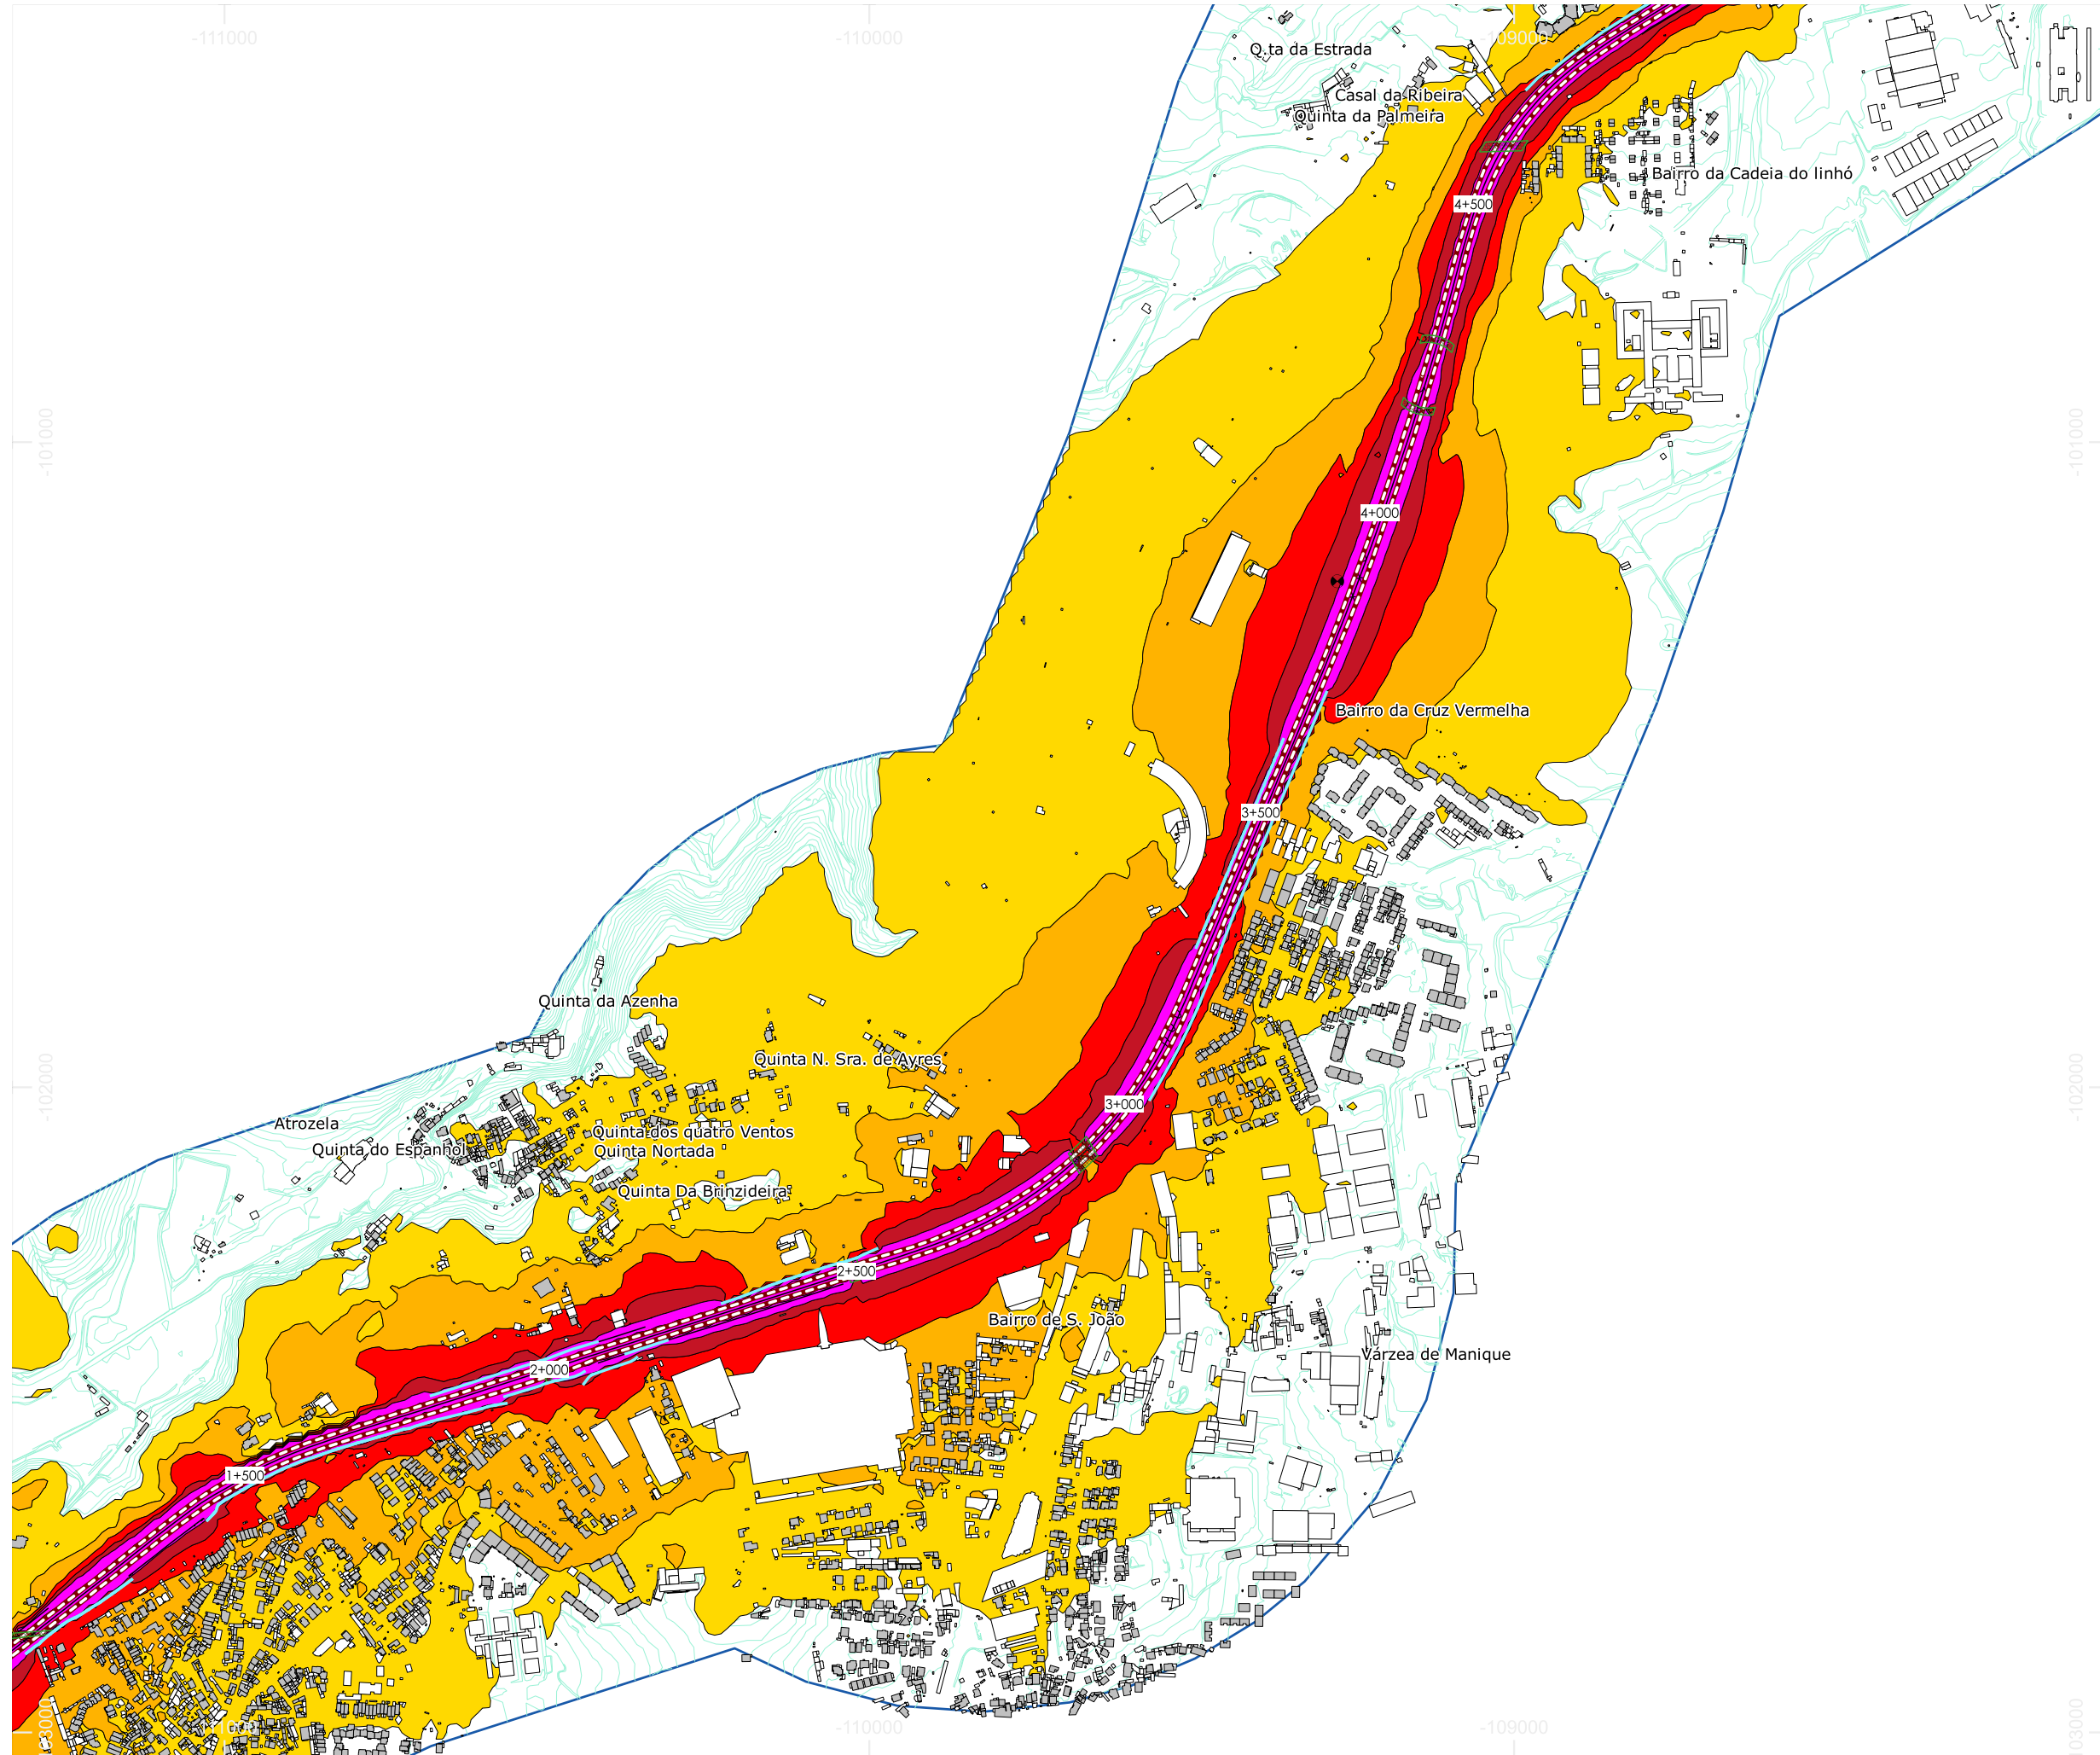 -111000
-110000
-109000
Q.ta da Estrada
Casal da Ribeira
Quinta da Palmeira
Bairro da Cadeia do linhó
4+500
-101000
-101000
4+000
Bairro da Cruz Vermelha
3+500
Quinta da Azenha
Quinta N. Sra. de Ayres
-102000
-102000
3+000
Atrozela
Quinta dos quatro Ventos
Quinta do Espanhol
Quinta Nortada
Quinta Da Brinzideira
2+500
Bairro de S. João
Várzea de Manique
2+000
1+500
-103000
-111000
-110000
-109000
-103000